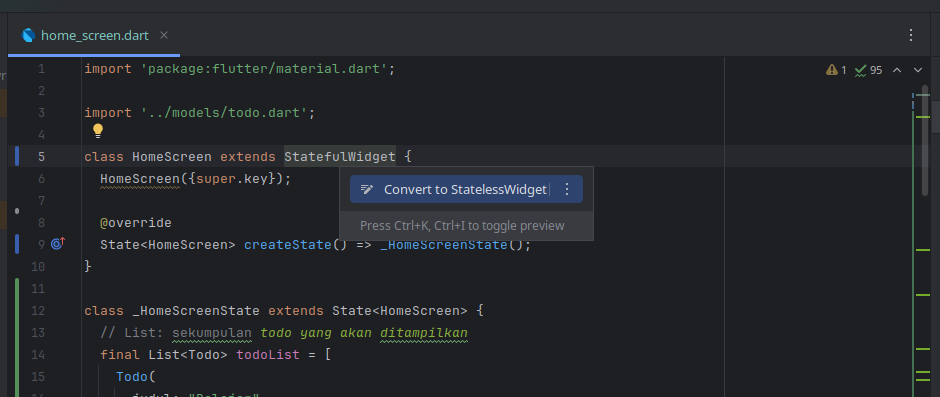 home_screen.dart
1 import 'package:flutter/material.dart';
1 95
2
3 import '../models/todo.dart';
4
5 class HomeScreen extends StatefulWidget {
6 HomeScreen({super.key});
Convert to StatelessWidget
7
8 @override
Press Ctrl+K, Ctrl+I to toggle preview
9 State<HomeScreen> createState() => _HomeScreenState();
10 }
11
12 class _HomeScreenState extends State<HomeScreen> {
13 // List: sekumpulan todo yang akan ditampilkan
14 final List<Todo> todoList = [
15 Todo(